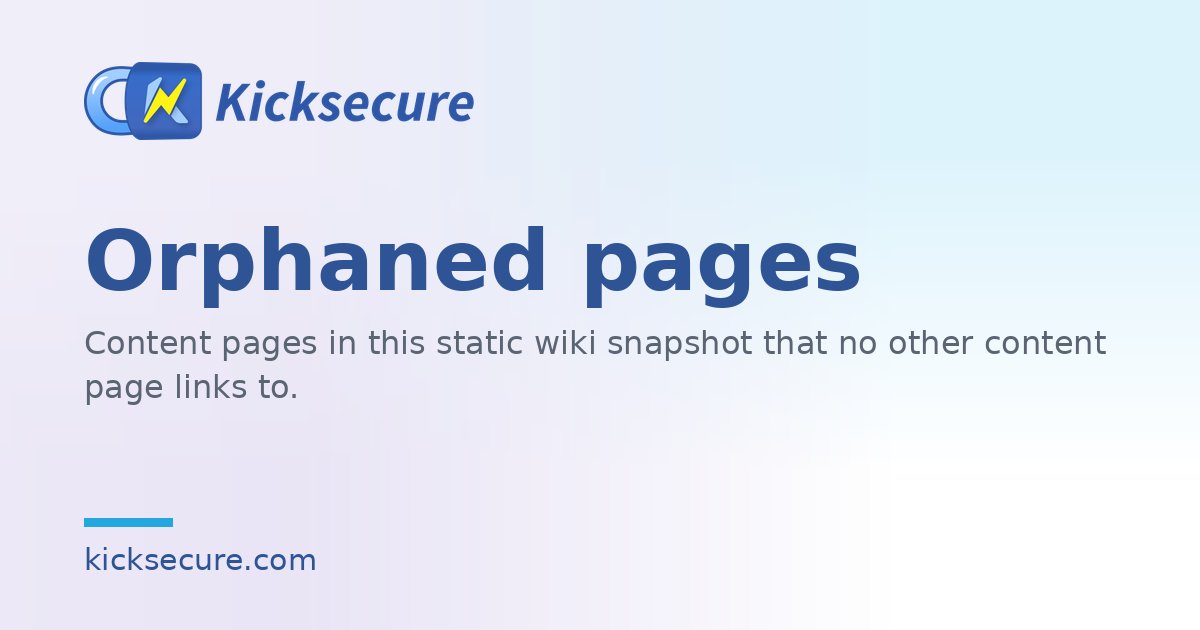 Kicksecure
Orphaned pages
Content pages in this static wiki snapshot that no other content
page links to.
kicksecure.com